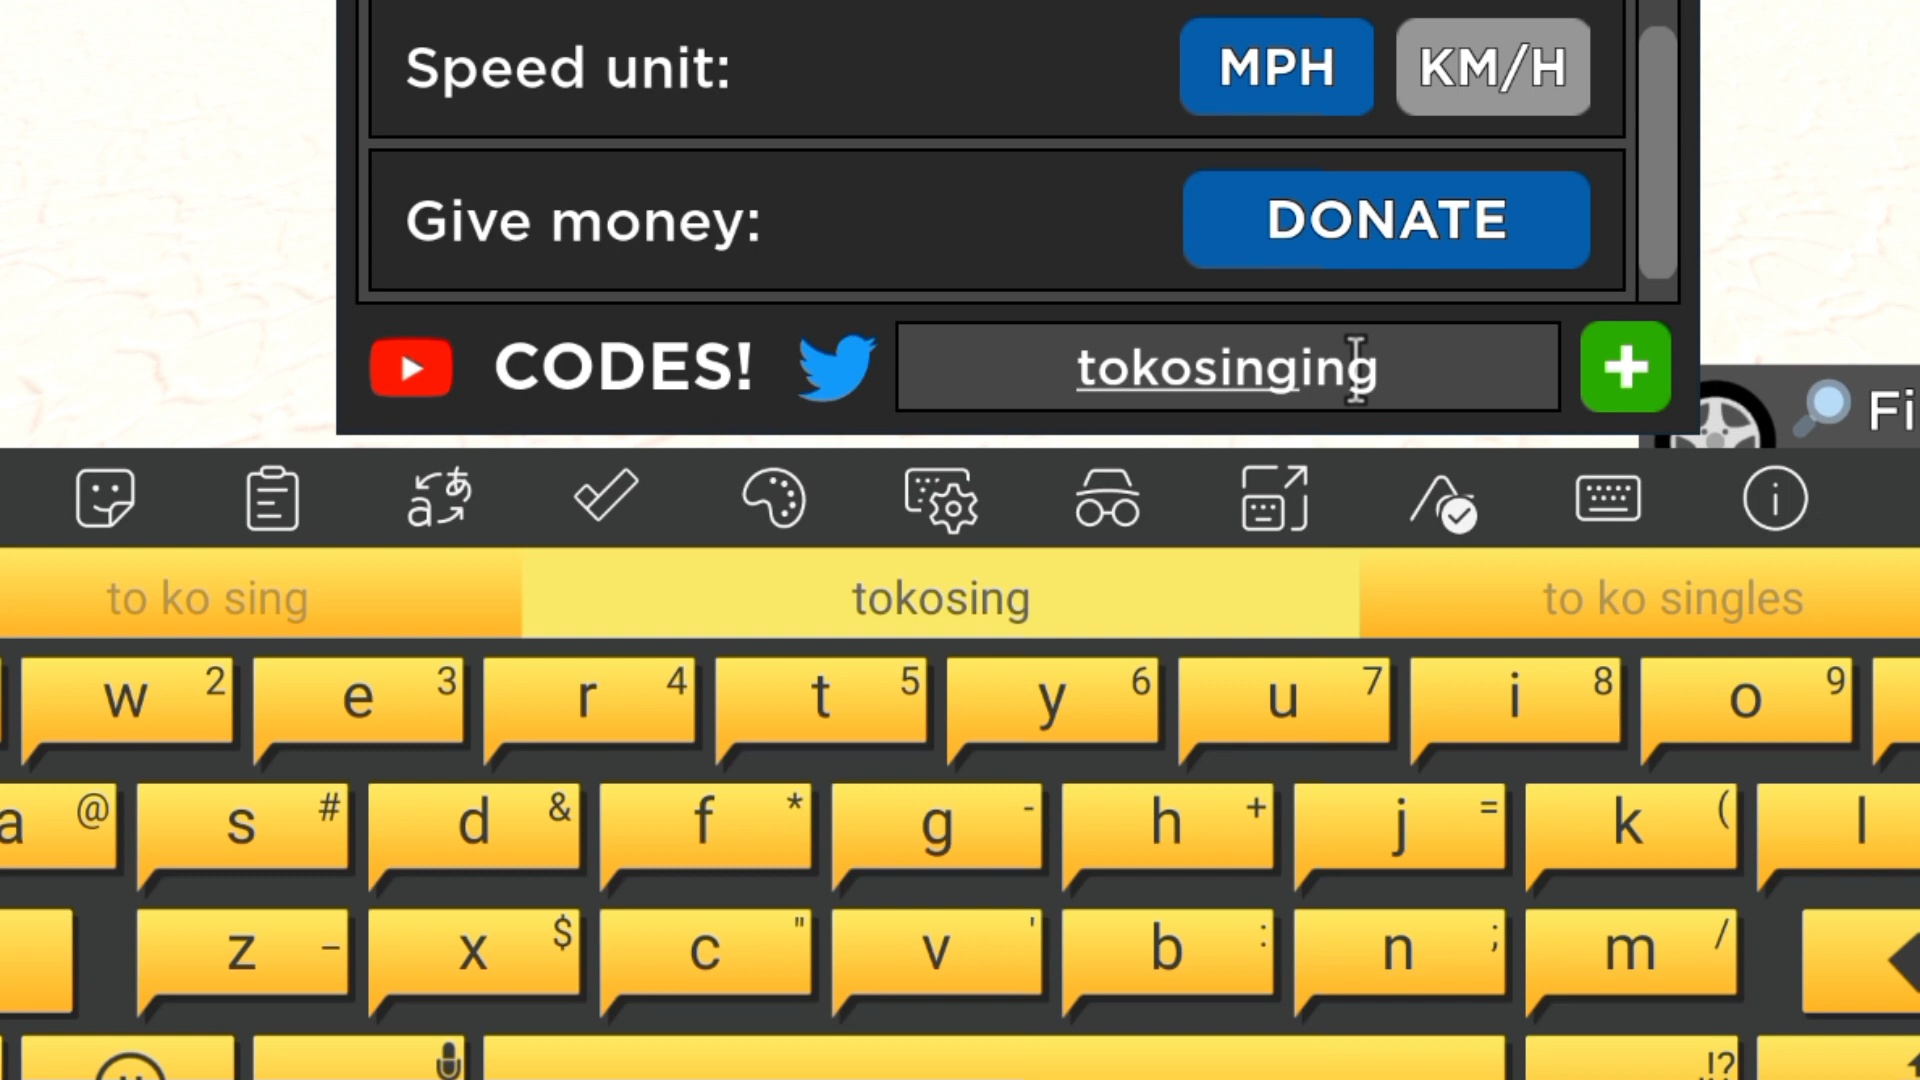 Speed unit: MPH KM/H
Give money: DONATE
CODES! tokosinging +
Fi
to ko sing tokosing to ko singles
w 2 e 3 r 4 t 5 y 6 u 7 i 8 o 9
a @ s # d & f * g - h + j = k ( l
z _ x $ c " v ' b : n ; m /
.!?